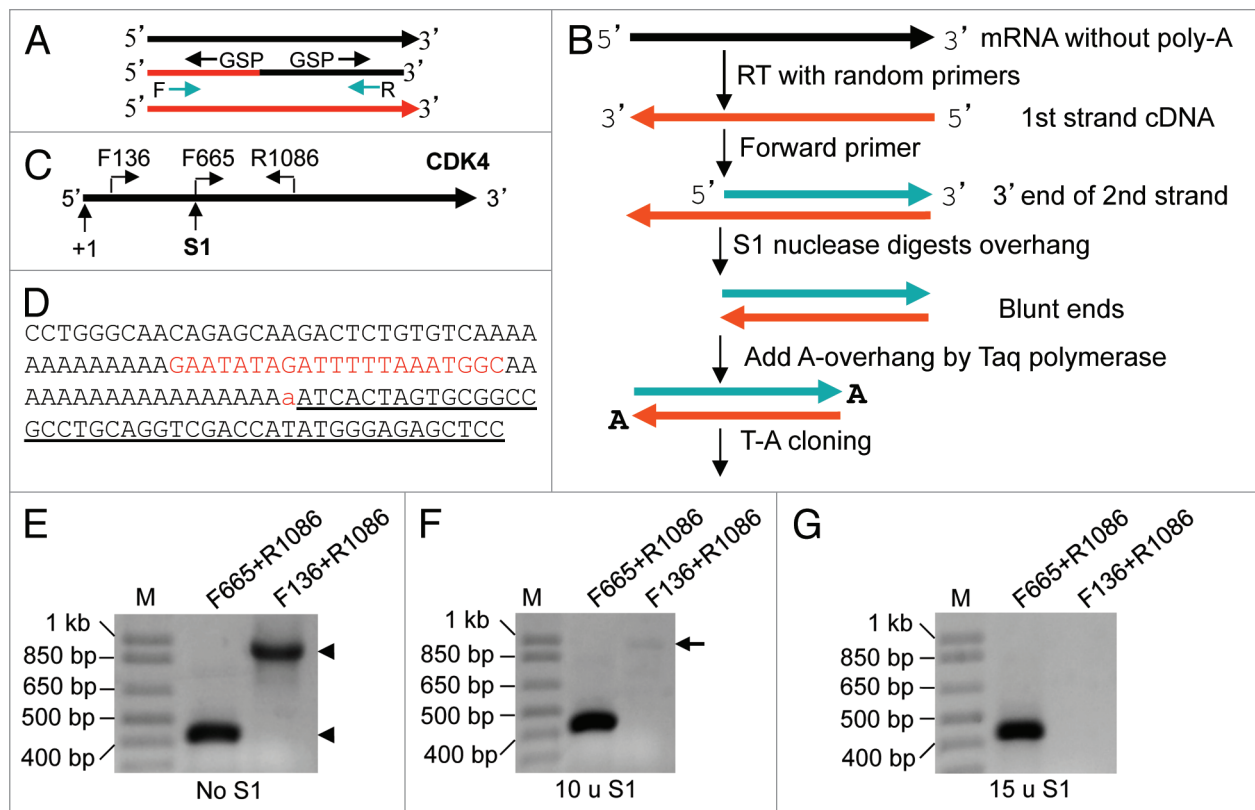 A
5’ 3’
GSP GSP
5’ 3’
F R
5’ 3’
B
5’ 3’ mRNA without poly-A
RT with random primers
3’ 5’ 1st strand cDNA
Forward primer
5’ 3’ 3’ end of 2nd strand
S1 nuclease digests overhang
Blunt ends
Add A-overhang by Taq polymerase
A
A
T-A cloning
C
F136 F665 R1086 CDK4
5’ 3’
+1 S1
D
CCTGGGCAACAGAGCAAGACTCTGTGTCAAAA
AAAAAAAAAGAATATAGATTTTTAAATGGCAA
AAAAAAAAAAAAAAAAaATCACTAGTGCGGCC
GCCTGCAGGTCGACCATATGGGAGAGCTCC
E
M F665+R1086 F136+R1086
1 kb
850 bp
650 bp
500 bp
400 bp
No S1
F
M F665+R1086 F136+R1086
1 kb
850 bp
650 bp
500 bp
400 bp
10 u S1
G
M F665+R1086 F136+R1086
1 kb
850 bp
650 bp
500 bp
400 bp
15 u S1